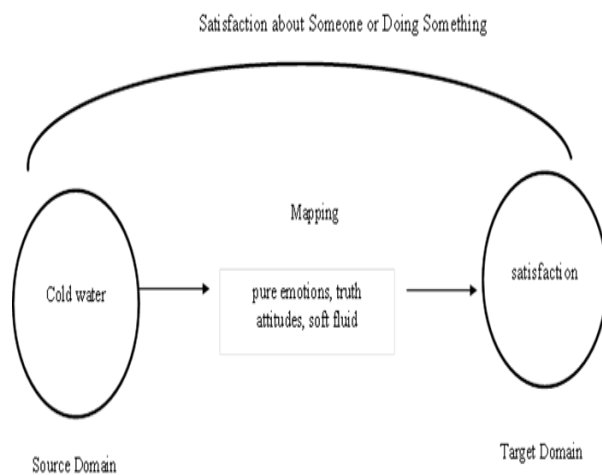 Satisfaction about Someone or Doing Something
Mapping
Cold water
pure emotions, truth
attitudes, soft fluid
satisfaction
Source Domain
Target Domain